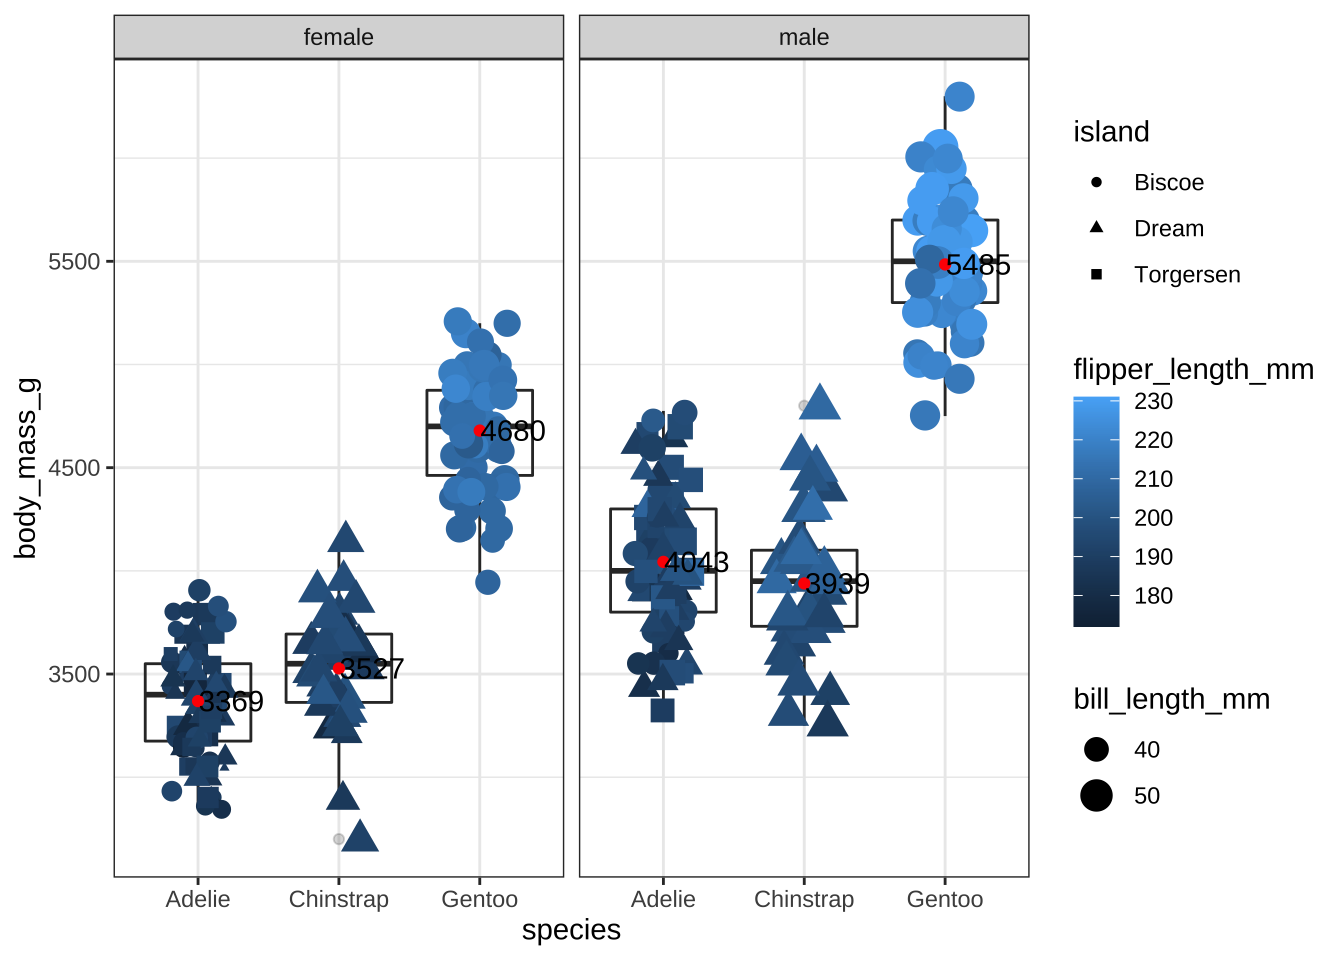 female
male
body_mass_g
5500
4500
3500
3369
3527
4680
4043
3939
5485
Adelie
Chinstrap
Gentoo
Adelie
Chinstrap
Gentoo
species
island
Biscoe
Dream
Torgersen
flipper_length_mm
230
220
210
200
190
180
bill_length_mm
40
50